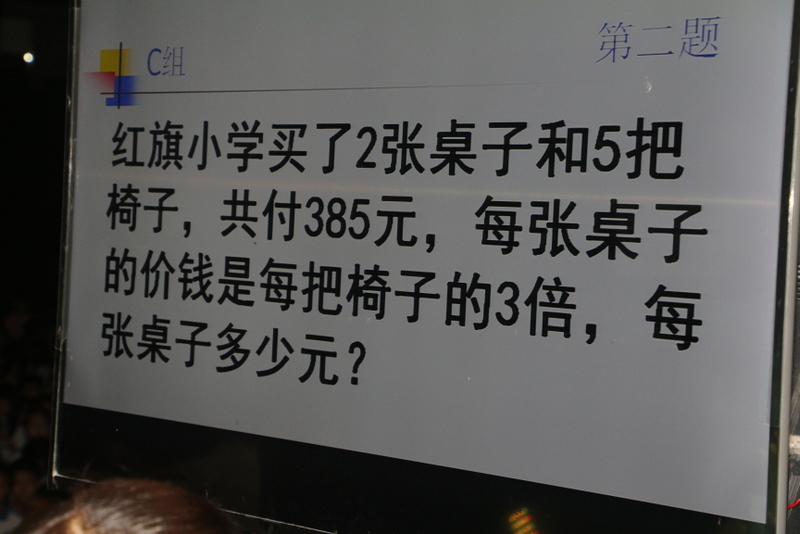 C组
第二题
红旗小学买了2张桌子和5把
椅子，共付385元，每张桌子
的价钱是每把椅子的3倍，每
张桌子多少元？